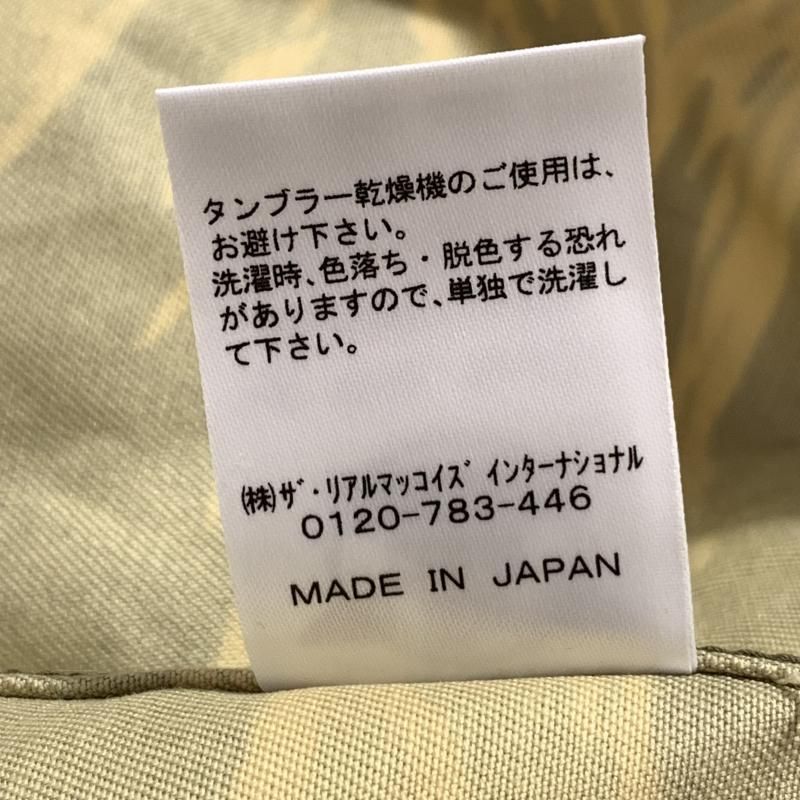 タンブラー乾燥機のご使用は、
お避け下さい。
洗濯時、色落ち・脱色する恐れ
がありますので、単独で洗濯し
て下さい。
㈱ｻﾞ・ﾘｱﾙﾏｯｺｲｽﾞ ｲﾝﾀｰﾅｼｮﾅﾙ
0120-783-446
MADE IN JAPAN